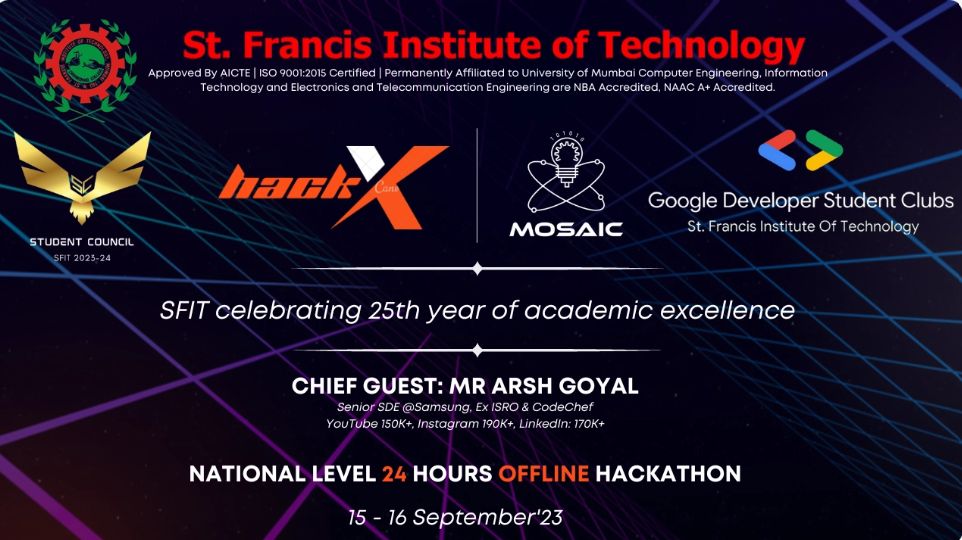 St. Francis Institute of Technology
Approved By AICTE | ISO 9001:2015 Certified | Permanently Affiliated to University of Mumbai Computer Engineering, Information
Technology and Electronics and Telecommunication Engineering are NBA Accredited, NAAC A+ Accredited.
SC
STUDENT COUNCIL
SFIT 2023-24
hackX
101010
MOSAIC
Google Developer Student Clubs
St. Francis Institute Of Technology
SFIT celebrating 25th year of academic excellence
CHIEF GUEST: MR ARSH GOYAL
Senior SDE @Samsung, Ex ISRO & CodeChef
YouTube 150K+, Instagram 190K+, LinkedIn: 170K+
NATIONAL LEVEL 24 HOURS OFFLINE HACKATHON
15 - 16 September'23